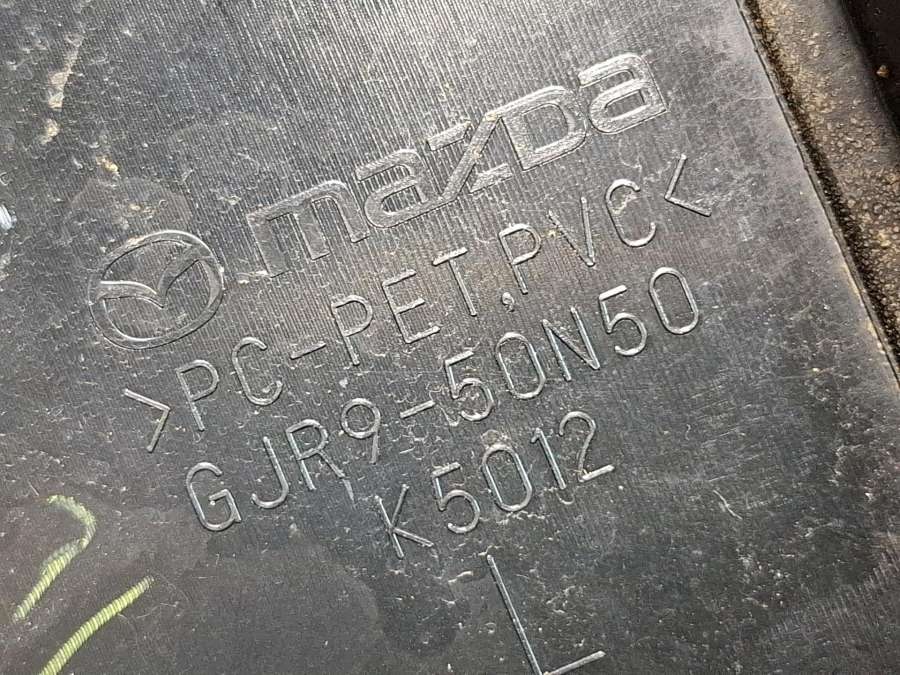 mazda
>PC-PET,PVC<
GJR9-50N50
K5012
L